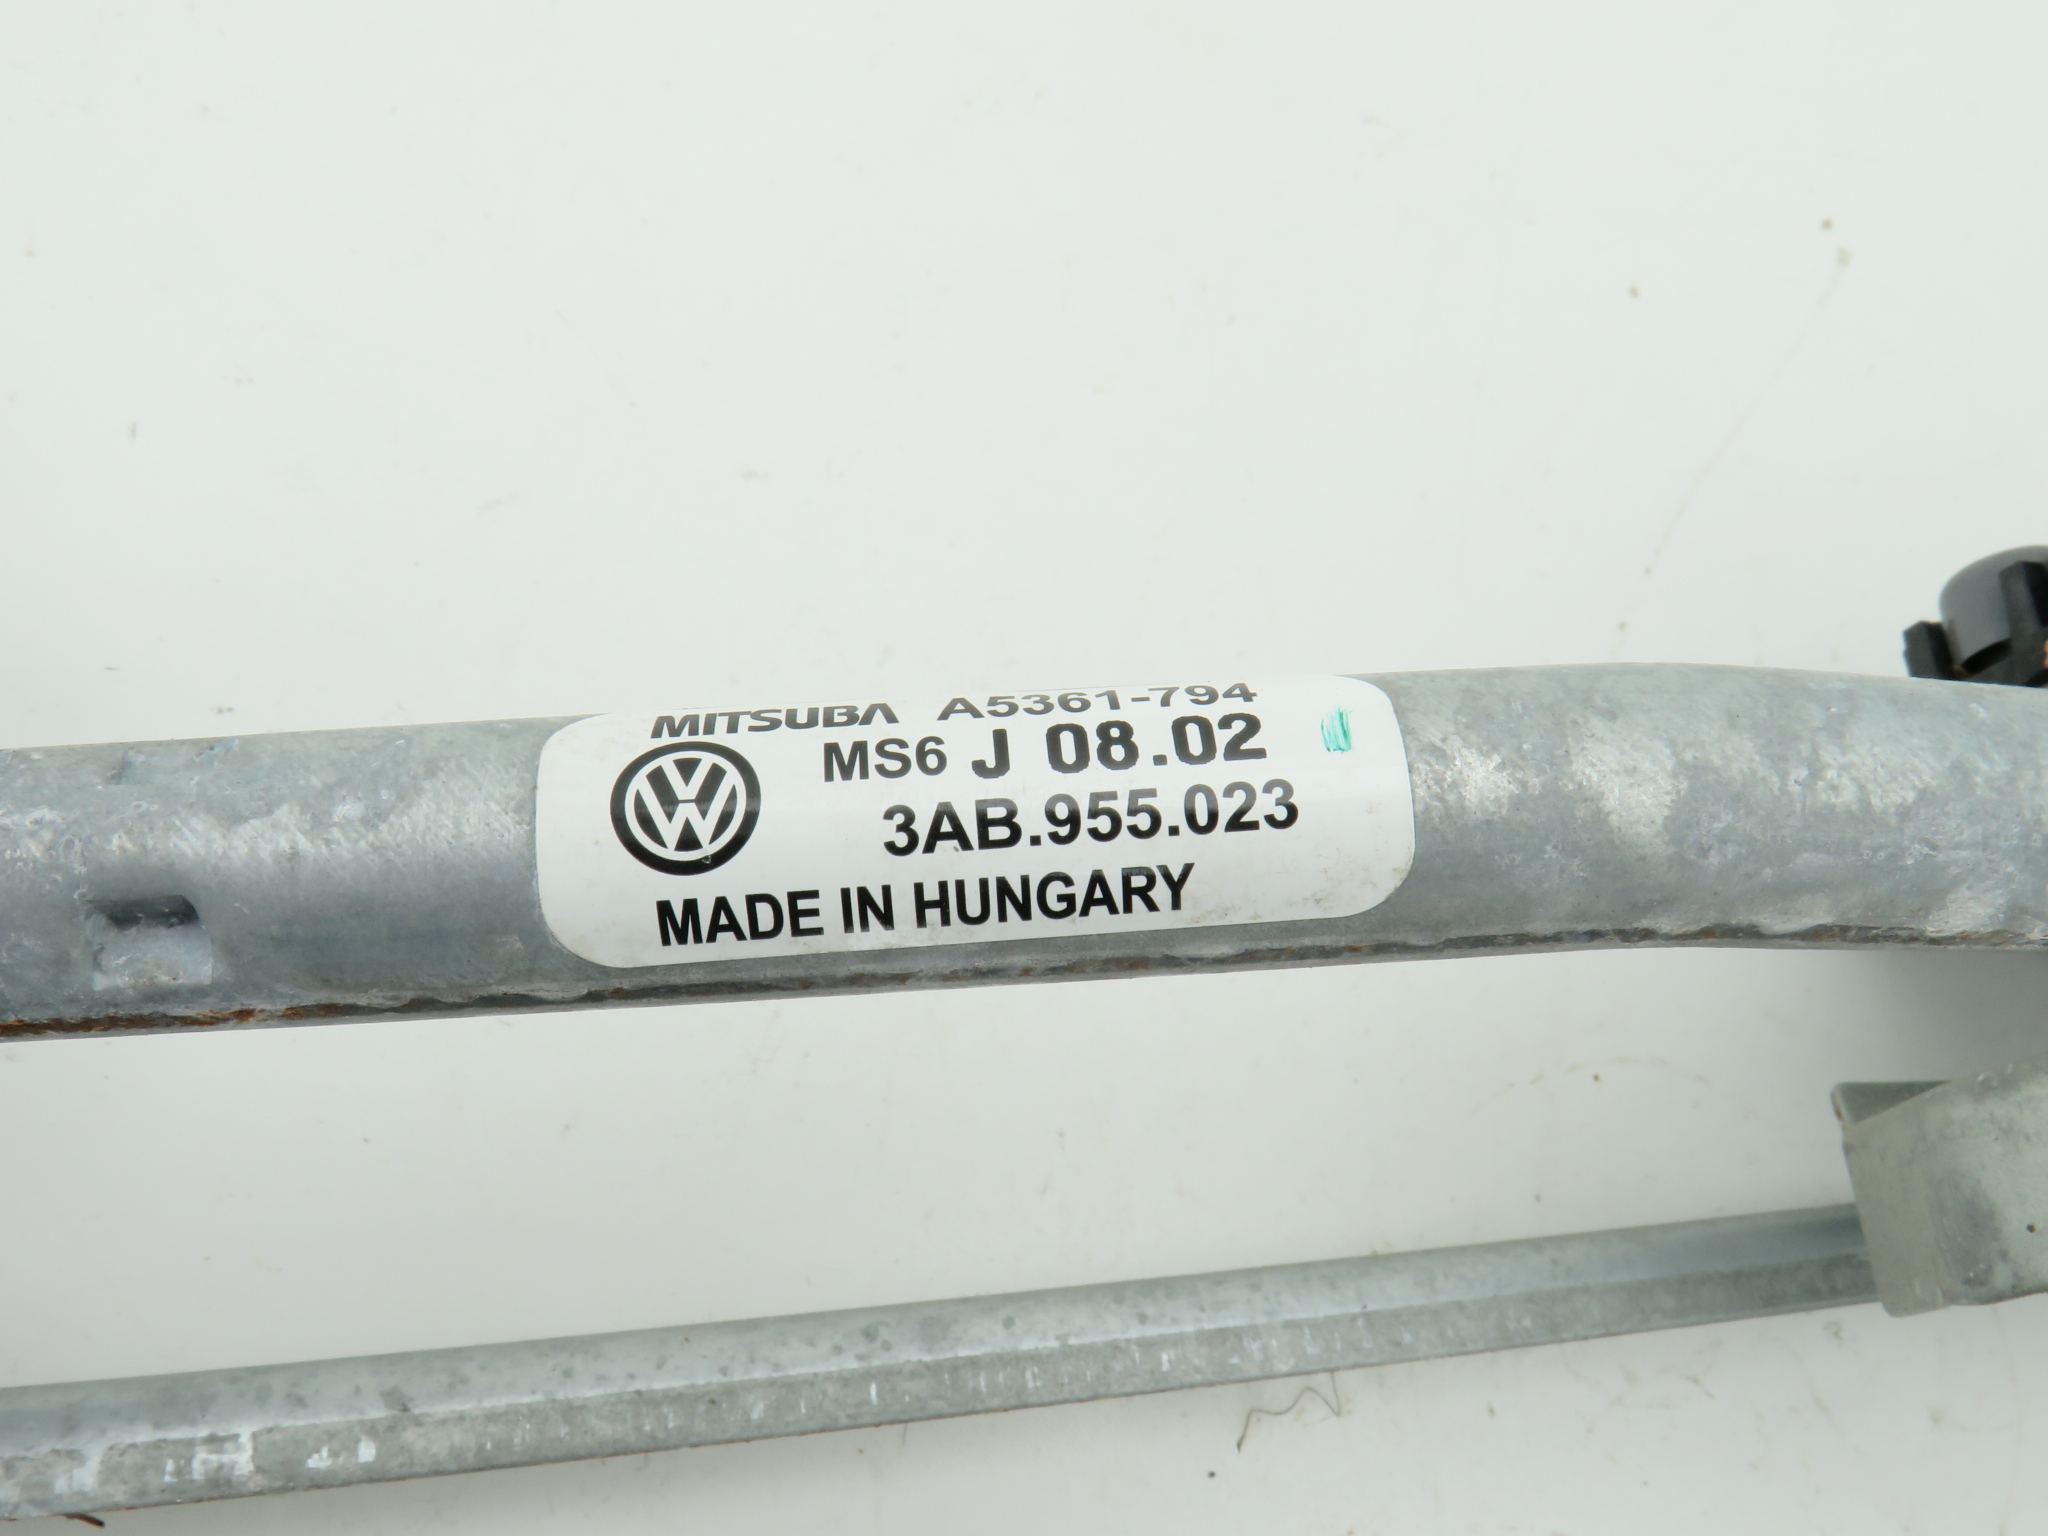 MITSUBA A5361-794
MS6 J 08.02
3AB.955.023
MADE IN HUNGARY